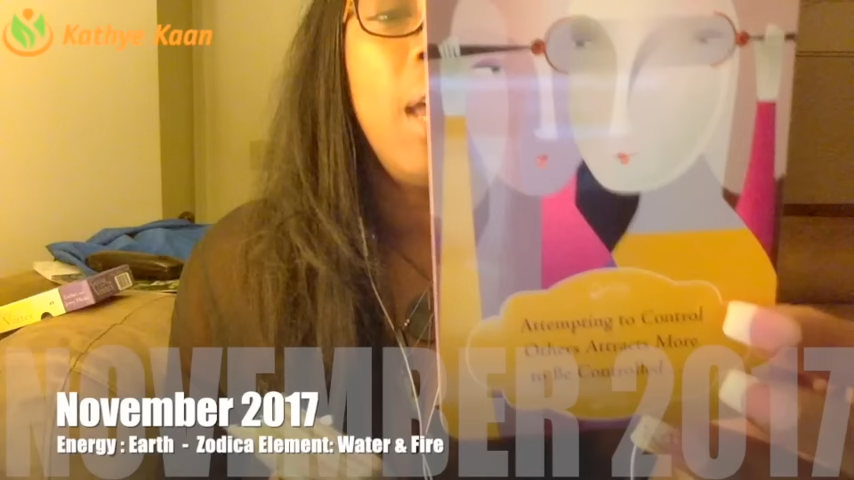 Kathye Kaan
Attempting to Control
Others Attracts More
to Be Controlled
NOVEMBER 2017
November 2017
Energy : Earth - Zodica Element: Water & Fire